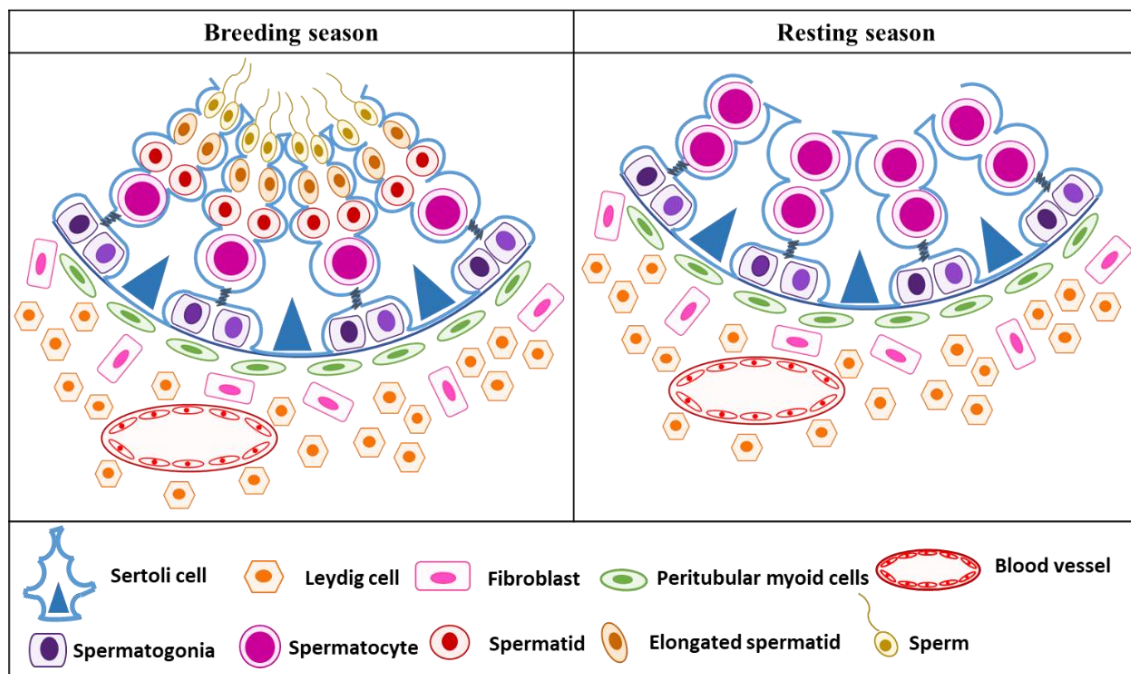 Breeding season
Resting season
Sertoli cell
Leydig cell
Fibroblast
Peritubular myoid cells
Blood vessel
Spermatogonia
Spermatocyte
Spermatid
Elongated spermatid
Sperm